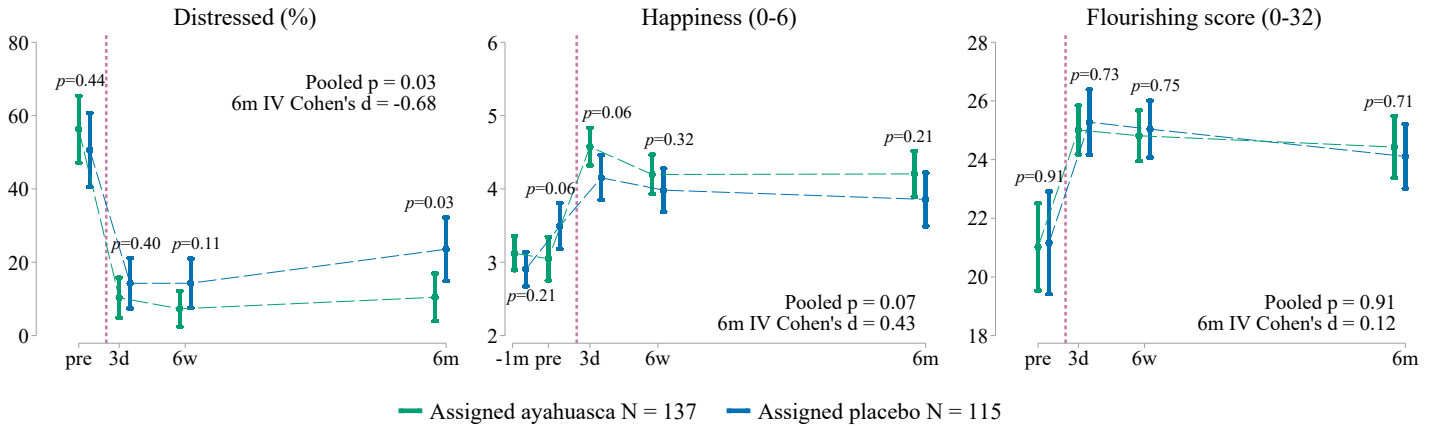 Distressed (%)
80
60
40
20
0
p=0.44
Pooled p = 0.03
6m IV Cohen's d = -0.68
p=0.03
p=0.40
p=0.11
pre
3d
6w
6m
Happiness (0-6)
6
5
4
3
2
p=0.06
p=0.32
p=0.21
p=0.06
p=0.21
Pooled p = 0.07
6m IV Cohen's d = 0.43
-1m
pre
3d
6w
6m
Flourishing score (0-32)
28
26
24
22
20
18
p=0.73
p=0.75
p=0.71
p=0.91
Pooled p = 0.91
6m IV Cohen's d = 0.12
pre
3d
6w
6m
Assigned ayahuasca N = 137
Assigned placebo N = 115